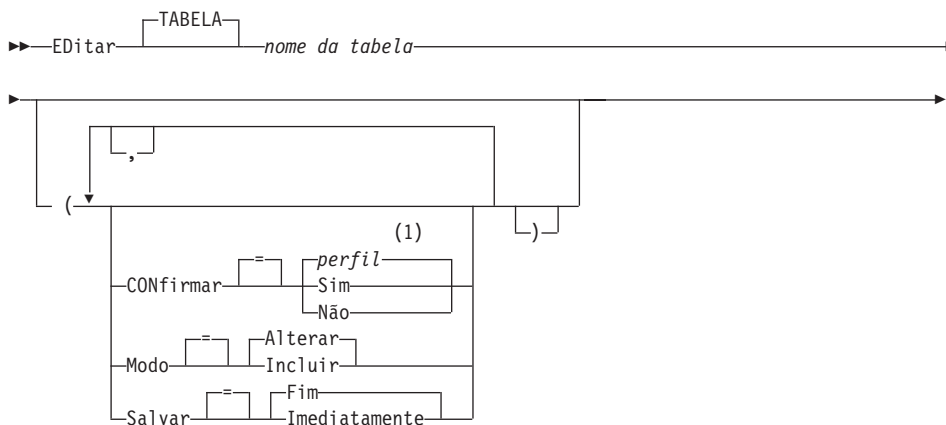 TABELA
EDitar nome da tabela
,
(
)
(1)
= perfil
CONfirmar Sim
Não
= Alterar
Modo Incluir
= Fim
Salvar Imediatamente